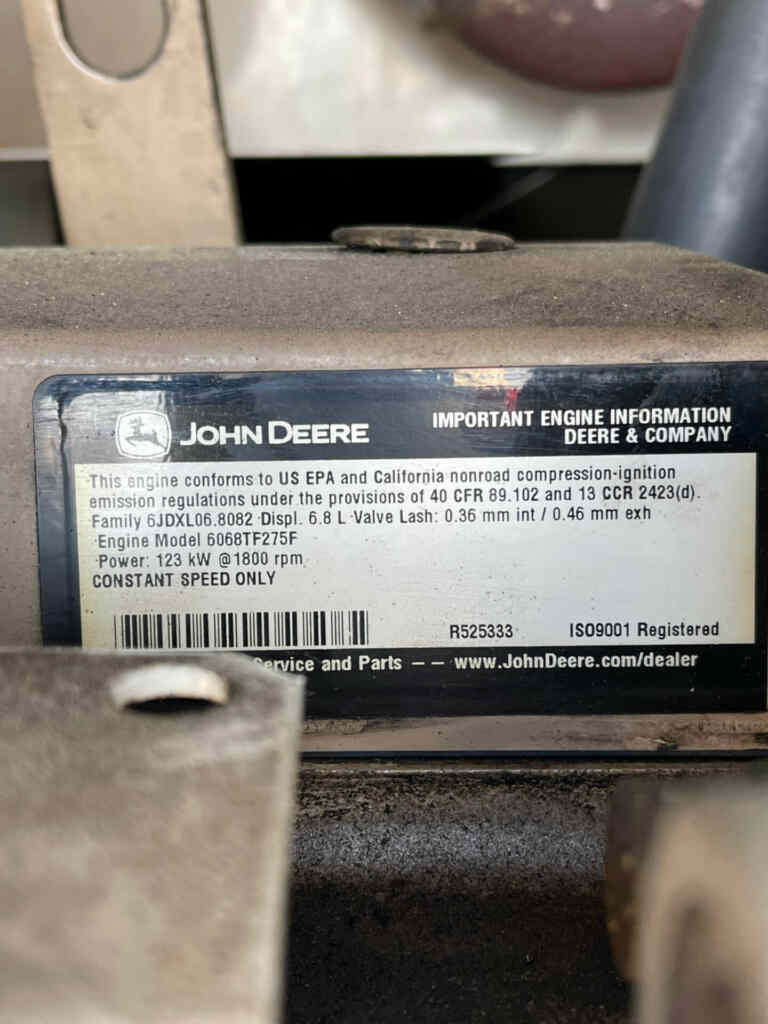 JOHN DEERE
IMPORTANT ENGINE INFORMATION
DEERE & COMPANY
This engine conforms to US EPA and California nonroad compression-ignition
emission regulations under the provisions of 40 CFR 89.102 and 13 CCR 2423(d).
Family 6JDXL06.8082 Displ. 6.8 L Valve Lash: 0.36 mm int / 0.46 mm exh
Engine Model 6068TF275F
Power: 123 kW @ 1800 rpm
CONSTANT SPEED ONLY
R525333 ISO9001 Registered
Service and Parts -- www.JohnDeere.com/dealer